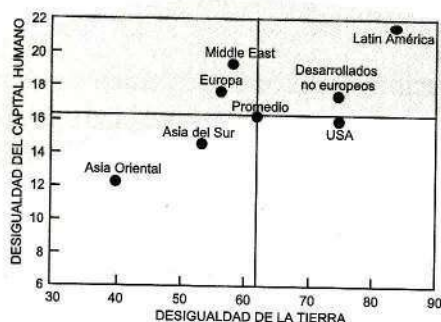 DESIGUALDAD DEL CAPITAL HUMANO
22
20
18
16
14
12
10
8
6
Latin América
Middle East
Europa
Desarrollados
no europeos
Promedio
USA
Asia del Sur
Asia Oriental
30
40
50
60
70
80
90
DESIGUALDAD DE LA TIERRA